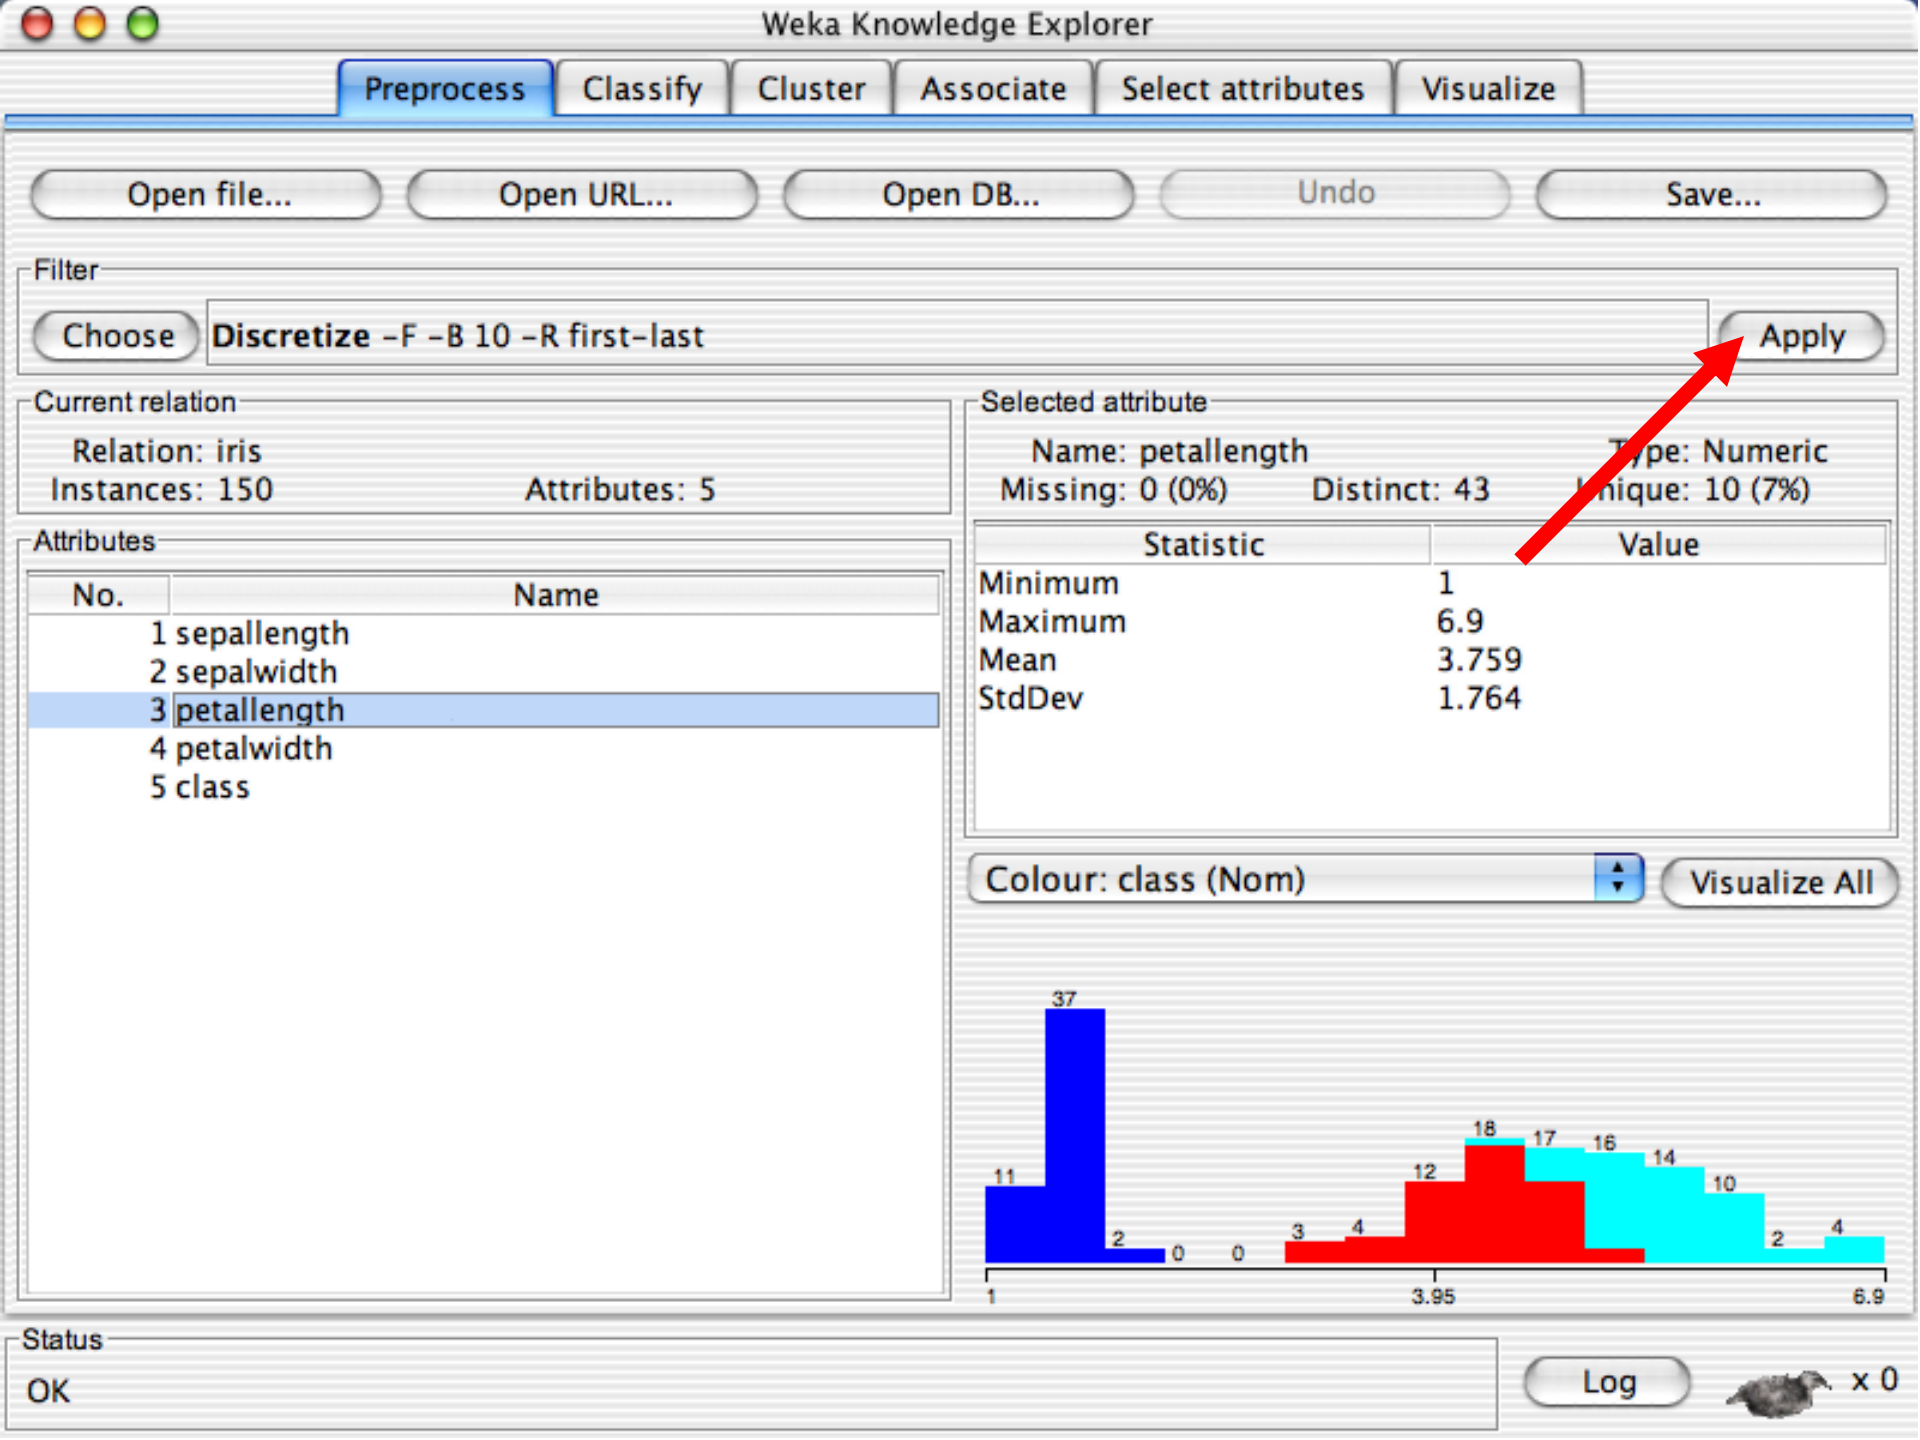 Weka Knowledge Explorer
Preprocess Classify Cluster Associate Select attributes Visualize
Open file... Open URL... Open DB... Undo Save...
Filter
Choose Discretize -F -B 10 -R first-last Apply
Current relation
Relation: iris
Instances: 150 Attributes: 5
Attributes
No. Name
1 sepallength
2 sepalwidth
3 petallength
4 petalwidth
5 class
Selected attribute
Name: petallength Type: Numeric
Missing: 0 (0%) Distinct: 43 Unique: 10 (7%)
Statistic Value
Minimum 1
Maximum 6.9
Mean 3.759
StdDev 1.764
Colour: class (Nom) Visualize All
11 37 2 0 0 3 4 12 18 17 16 14 10 2 4
1 3.95 6.9
Status
OK
Log x 0